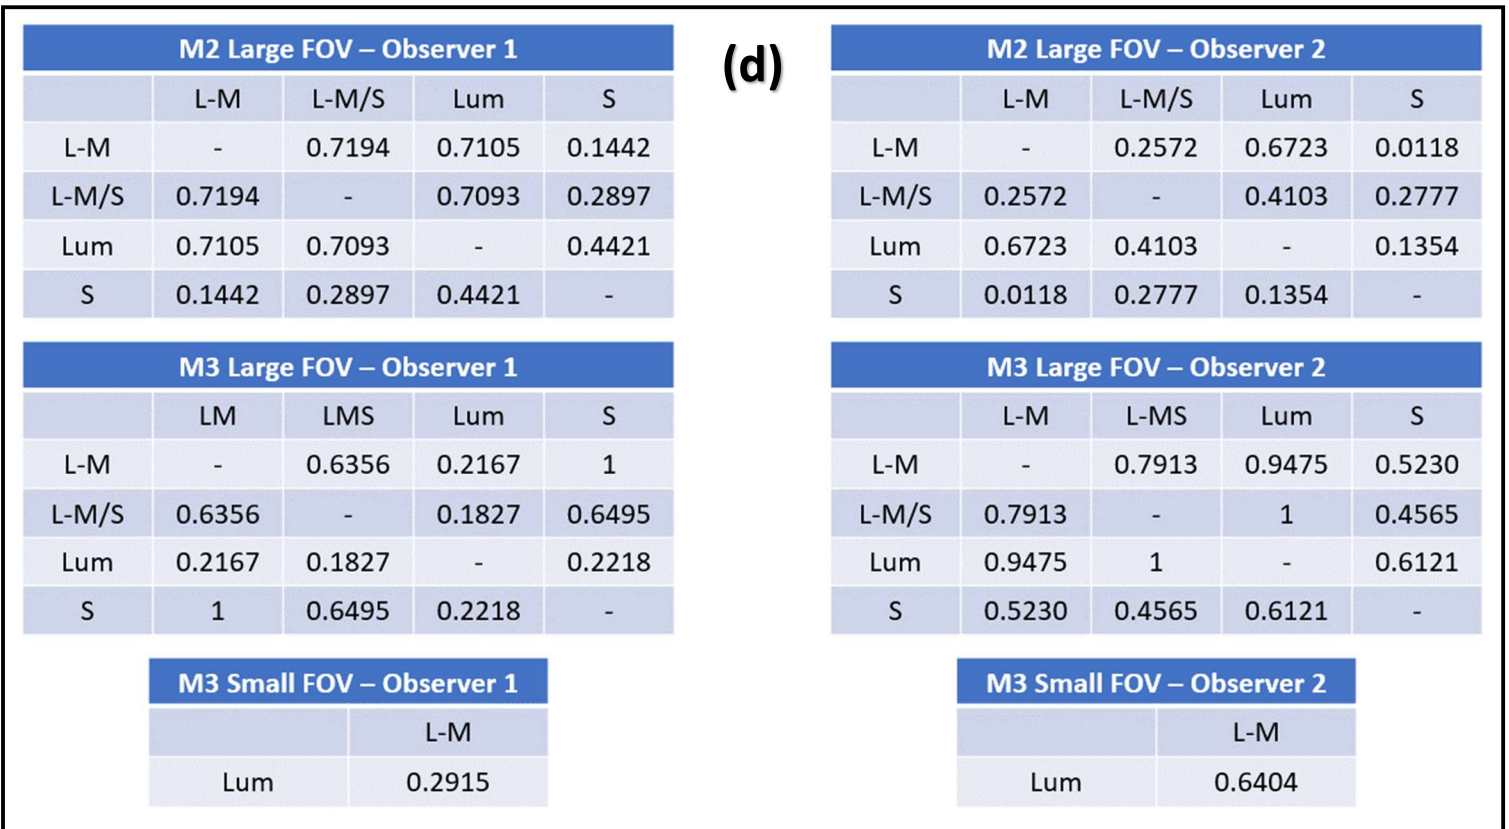 (d)
M2 Large FOV – Observer 1
L-M L-M/S Lum S
L-M - 0.7194 0.7105 0.1442
L-M/S 0.7194 - 0.7093 0.2897
Lum 0.7105 0.7093 - 0.4421
S 0.1442 0.2897 0.4421 -
M2 Large FOV – Observer 2
L-M L-M/S Lum S
L-M - 0.2572 0.6723 0.0118
L-M/S 0.2572 - 0.4103 0.2777
Lum 0.6723 0.4103 - 0.1354
S 0.0118 0.2777 0.1354 -
M3 Large FOV – Observer 1
LM LMS Lum S
L-M - 0.6356 0.2167 1
L-M/S 0.6356 - 0.1827 0.6495
Lum 0.2167 0.1827 - 0.2218
S 1 0.6495 0.2218 -
M3 Large FOV – Observer 2
L-M L-MS Lum S
L-M - 0.7913 0.9475 0.5230
L-M/S 0.7913 - 1 0.4565
Lum 0.9475 1 - 0.6121
S 0.5230 0.4565 0.6121 -
M3 Small FOV – Observer 1
L-M
Lum 0.2915
M3 Small FOV – Observer 2
L-M
Lum 0.6404